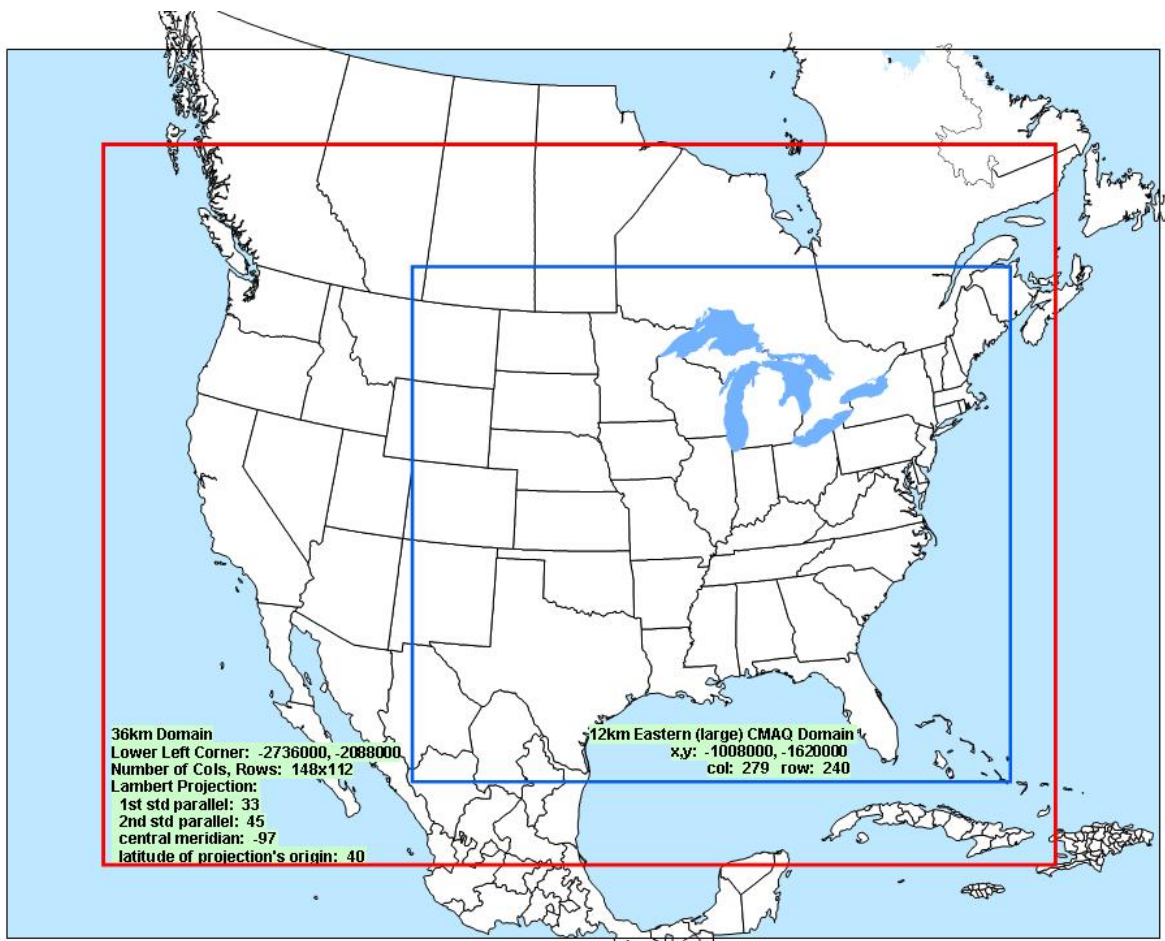 36km Domain
Lower Left Corner: -2736000, -2088000
Number of Cols, Rows: 148x112
Lambert Projection:
1st std parallel: 33
2nd std parallel: 45
central meridian: -97
latitude of projection's origin: 40
12km Eastern (large) CMAQ Domain
x,y: -1008000, -1620000
col: 279 row: 240